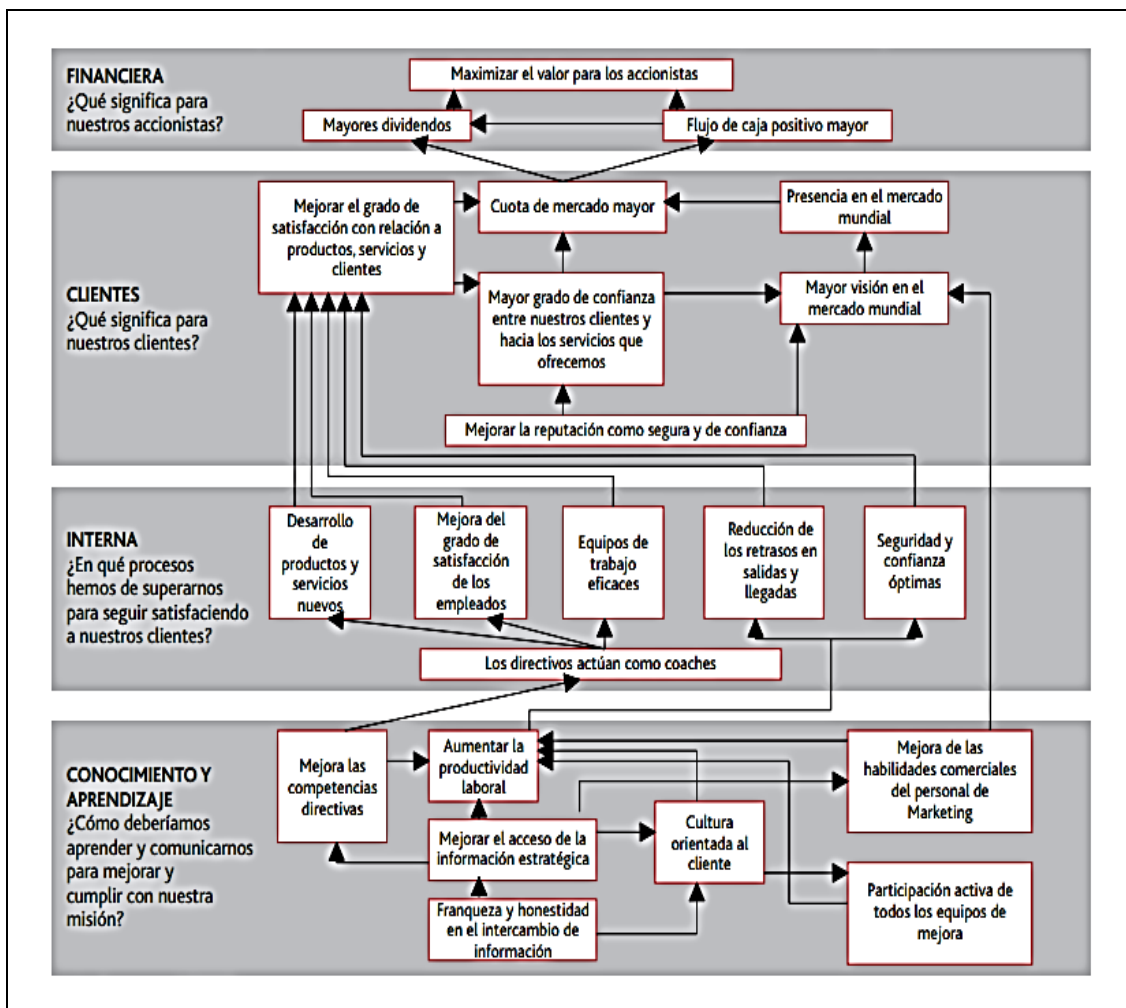 FINANCIERA
¿Qué significa para
nuestros accionistas?
Maximizar el valor para los accionistas
Mayores dividendos
Flujo de caja positivo mayor
CLIENTES
¿Qué significa para
nuestros clientes?
Mejorar el grado de
satisfacción con relación a
productos, servicios y
clientes
Cuota de mercado mayor
Presencia en el mercado
mundial
Mayor grado de confianza
entre nuestros clientes y
hacia los servicios que
ofrecemos
Mayor visión en el
mercado mundial
Mejorar la reputación como segura y de confianza
INTERNA
¿En qué procesos
hemos de superarnos
para seguir satisfaciendo
a nuestros clientes?
Desarrollo
de
productos y
servicios
nuevos
Mejora del
grado de
satisfacción
de los
empleados
Equipos de
trabajo
eficaces
Reducción de
los retrasos en
salidas y
llegadas
Seguridad y
confianza
óptimas
Los directivos actúan como coaches
CONOCIMIENTO Y
APRENDIZAJE
¿Cómo deberíamos
aprender y comunicarnos
para mejorar y
cumplir con nuestra
misión?
Mejora las
competencias
directivas
Aumentar la
productividad
laboral
Mejora de las
habilidades comerciales
del personal de
Marketing
Mejorar el acceso de la
información estratégica
Cultura
orientada al
cliente
Participación activa de
todos los equipos de
mejora
Franqueza y honestidad
en el intercambio de
información